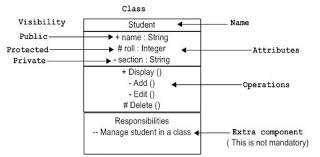 Class
Visibility
Student
Name
Public
+ name : String
Protected
# roll : Integer
Attributes
Private
- section : String
+ Display ()
- Add ()
Operations
- Edit ()
# Delete ()
Responsibilities
-- Manage student in a class
Extra component
( This is not mandatory)